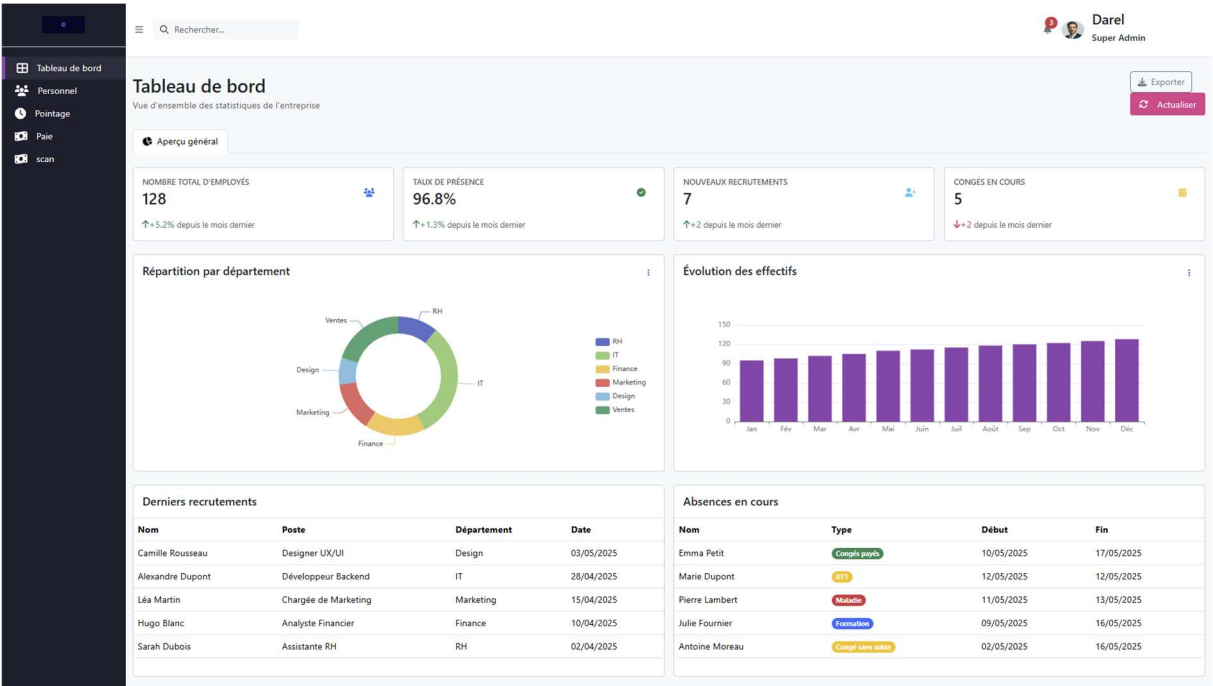 Rechercher...
3
Darel
Super Admin
Tableau de bord
Personnel
Pointage
Paie
scan
Tableau de bord
Vue d'ensemble des statistiques de l'entreprise
Exporter
Actualiser
Aperçu général
NOMBRE TOTAL D'EMPLOYÉS
128
+5.2% depuis le mois dernier
TAUX DE PRÉSENCE
96.8%
+1.3% depuis le mois dernier
NOUVEAUX RECRUTEMENTS
7
+2 depuis le mois dernier
CONGÉS EN COURS
5
+2 depuis le mois dernier
Répartition par département
RH
Ventes
Design
IT
Marketing
Finance
RH
IT
Finance
Marketing
Design
Ventes
Évolution des effectifs
150
120
90
60
30
0
Jan Fév Mar Avr Mai Juin Juil Août Sep Oct Nov Déc
Derniers recrutements
Nom Poste Département Date
Camille Rousseau Designer UX/UI Design 03/05/2025
Alexandre Dupont Développeur Backend IT 28/04/2025
Léa Martin Chargée de Marketing Marketing 15/04/2025
Hugo Blanc Analyste Financier Finance 10/04/2025
Sarah Dubois Assistante RH RH 02/04/2025
Absences en cours
Nom Type Début Fin
Emma Petit Congés payés 10/05/2025 17/05/2025
Marie Dupont RTT 12/05/2025 12/05/2025
Pierre Lambert Maladie 11/05/2025 13/05/2025
Julie Fournier Formation 09/05/2025 16/05/2025
Antoine Moreau Congé sans solde 02/05/2025 16/05/2025